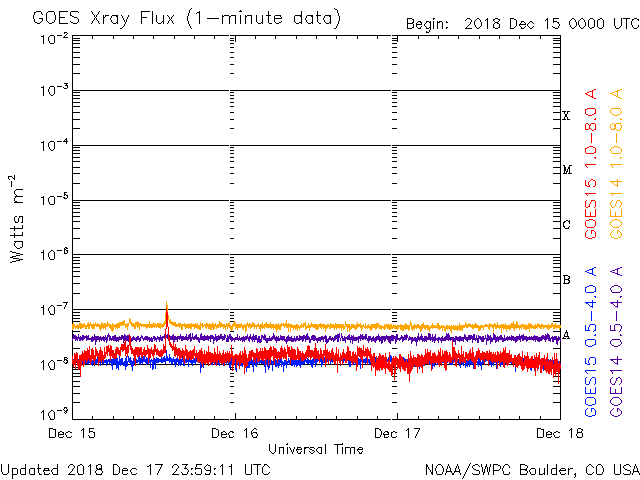 GOES Xray Flux (1-minute data)
Begin: 2018 Dec 15 0000 UTC
10⁻²
10⁻³
10⁻⁴
10⁻⁵
10⁻⁶
10⁻⁷
10⁻⁸
10⁻⁹
Watts m⁻²
X
M
C
B
A
GOES15 1.0-8.0 A
GOES14 1.0-8.0 A
GOES15 0.5-4.0 A
GOES14 0.5-4.0 A
Dec 15 Dec 16 Dec 17 Dec 18
Universal Time
Updated 2018 Dec 17 23:59:11 UTC
NOAA/SWPC Boulder, CO USA